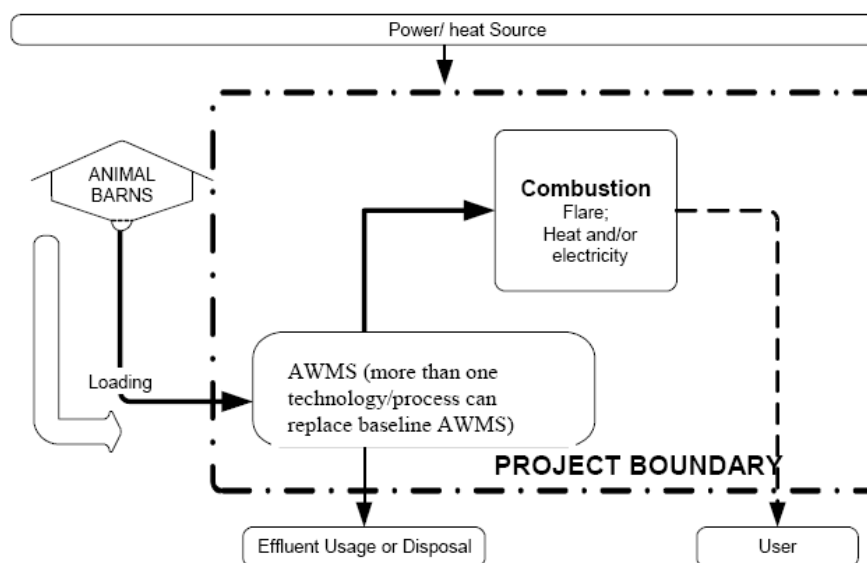 Power/ heat Source
ANIMAL
BARNS
Combustion
Flare;
Heat and/or
electricity
Loading
AWMS (more than one
technology/process can
replace baseline AWMS)
PROJECT BOUNDARY
Effluent Usage or Disposal
User